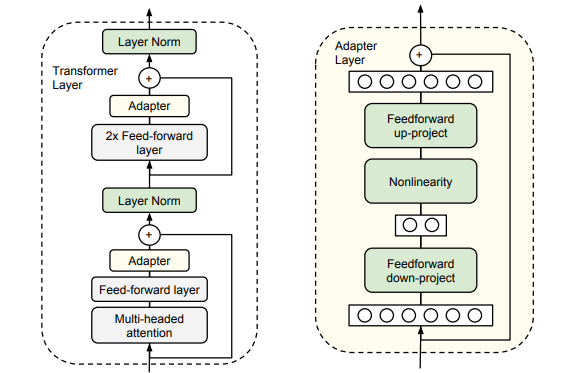 Layer Norm
Transformer
Layer
+
Adapter
2x Feed-forward
layer
Layer Norm
+
Adapter
Feed-forward layer
Multi-headed
attention
Adapter
Layer
+
Feedforward
up-project
Nonlinearity
Feedforward
down-project